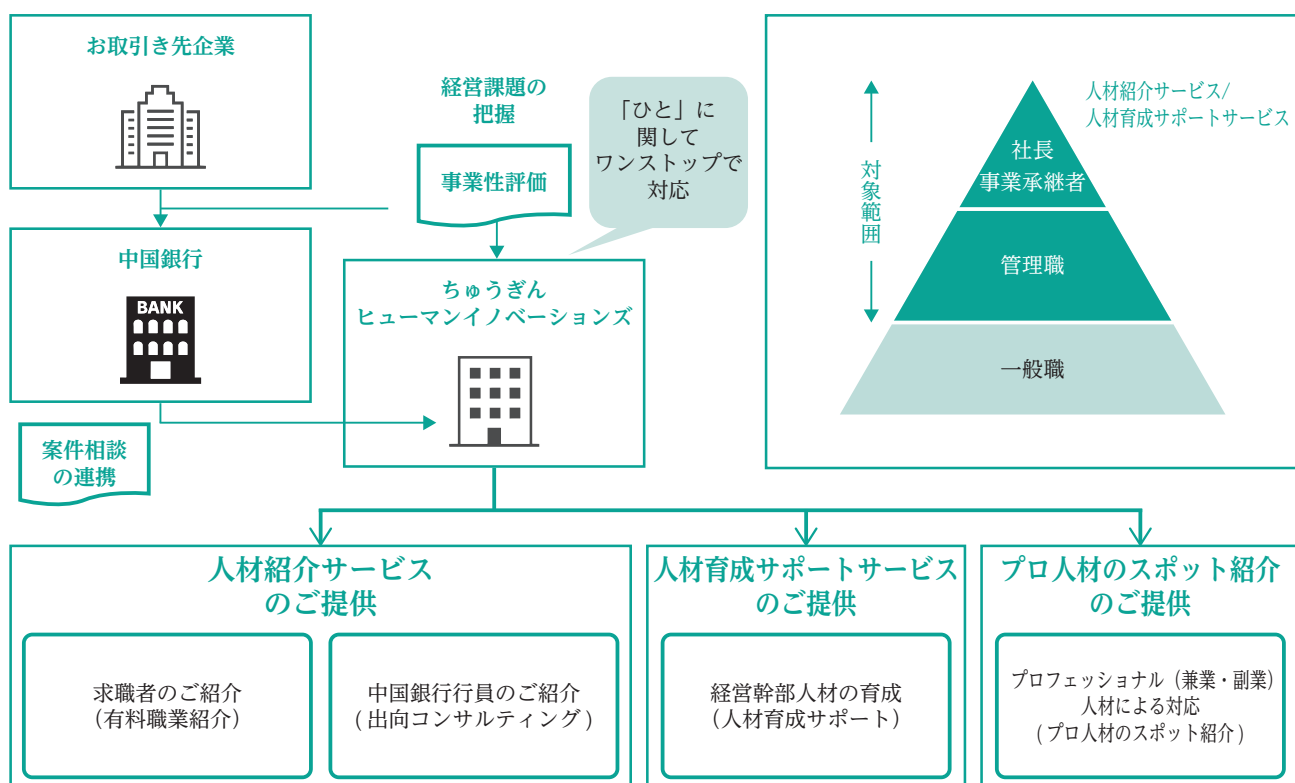 お取引き先企業
経営課題の
把握
事業性評価
「ひと」に
関して
ワンストップで
対応
中国銀行
BANK
ちゅうぎん
ヒューマンイノベーションズ
案件相談
の連携
対象範囲
人材紹介サービス/
人材育成サポートサービス
社長
事業承継者
管理職
一般職
人材紹介サービス
のご提供
求職者のご紹介
（有料職業紹介）
中国銀行行員のご紹介
(出向コンサルティング)
人材育成サポートサービス
のご提供
経営幹部人材の育成
（人材育成サポート）
プロ人材のスポット紹介
のご提供
プロフェッショナル（兼業・副業）
人材による対応
(プロ人材のスポット紹介)